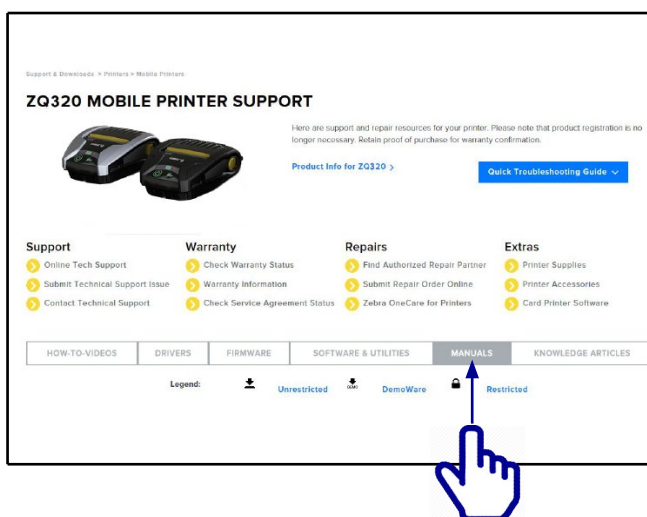 Support & Downloads > Printers > Mobile Printers
ZQ320 MOBILE PRINTER SUPPORT
Here are support and repair resources for your printer. Please note that product registration is no
longer necessary. Retain proof of purchase for warranty confirmation.
Product Info for ZQ320 >
Quick Troubleshooting Guide
Support
Online Tech Support
Submit Technical Support Issue
Contact Technical Support
Warranty
Check Warranty Status
Warranty Information
Check Service Agreement Status
Repairs
Find Authorized Repair Partner
Submit Repair Order Online
Zebra OneCare for Printers
Extras
Printer Supplies
Printer Accessories
Card Printer Software
HOW-TO-VIDEOS DRIVERS FIRMWARE SOFTWARE & UTILITIES MANUALS KNOWLEDGE ARTICLES
Legend: Unrestricted DEMO DemoWare Restricted